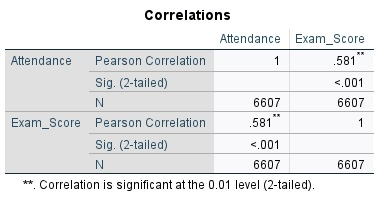 Correlations
Attendance Exam_Score
Attendance Pearson Correlation 1 .581**
Sig. (2-tailed) <.001
N 6607 6607
Exam_Score Pearson Correlation .581** 1
Sig. (2-tailed) <.001
N 6607 6607
**. Correlation is significant at the 0.01 level (2-tailed).